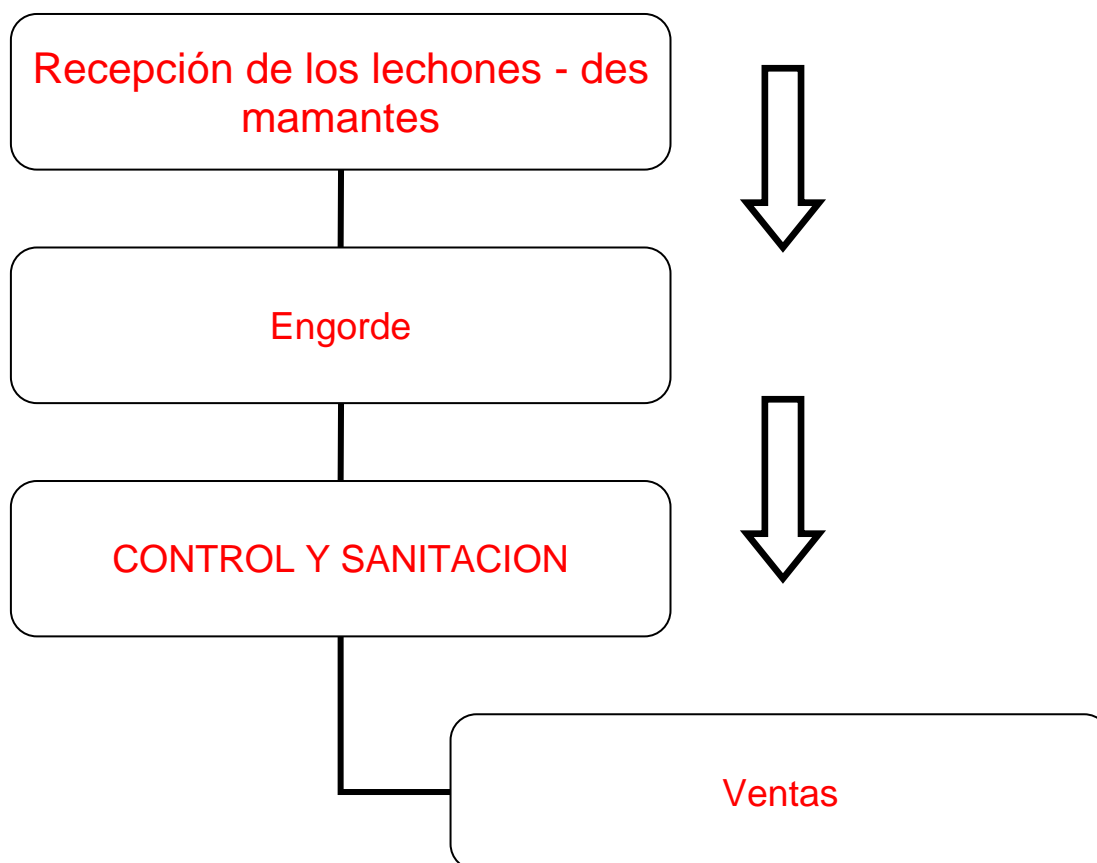 Recepción de los lechones - des
mamantes
Engorde
CONTROL Y SANITACION
Ventas